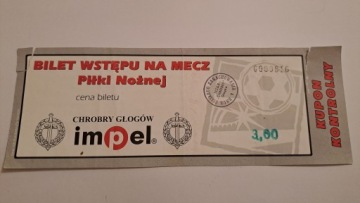 BILET WSTĘPU NA MECZ
Piłki Nożnej
cena biletu
CHROBRY GŁOGÓW
impel®
3,00
KUPON
KONTROLNY